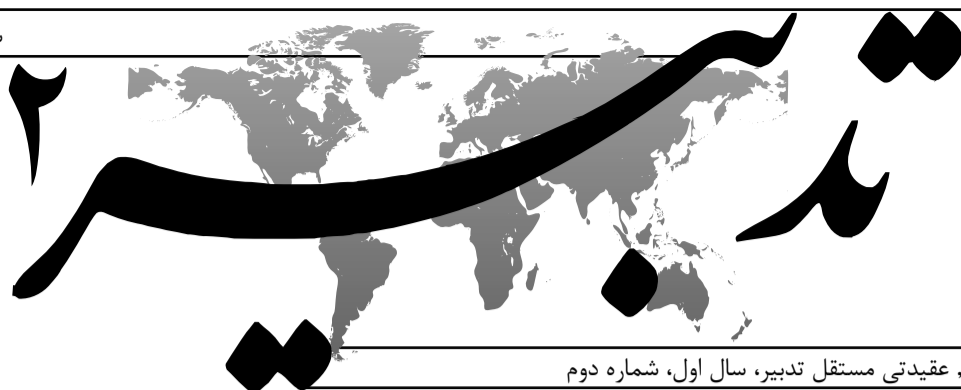 تدبیر
۲
عقیدتی مستقل تدبیر، سال اول، شماره دوم